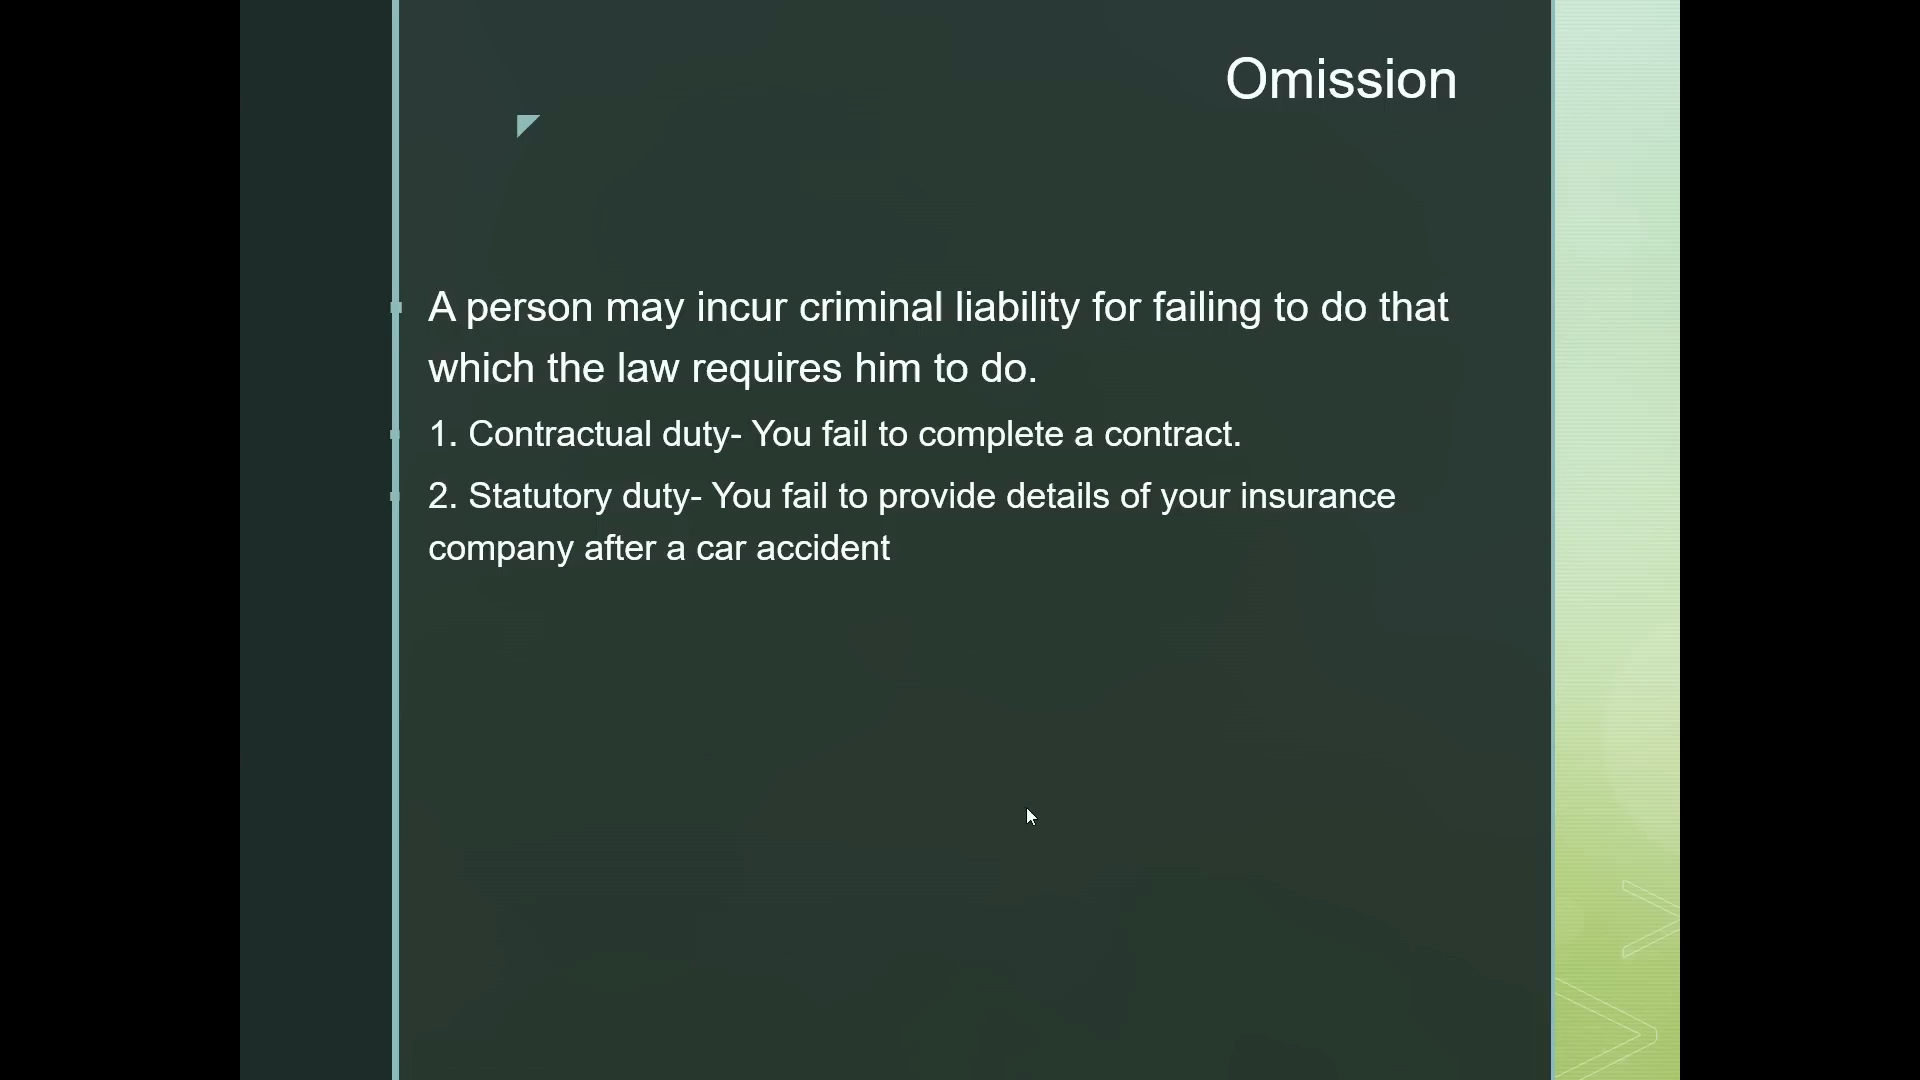 Omission
A person may incur criminal liability for failing to do that
which the law requires him to do.
1. Contractual duty- You fail to complete a contract.
2. Statutory duty- You fail to provide details of your insurance
company after a car accident